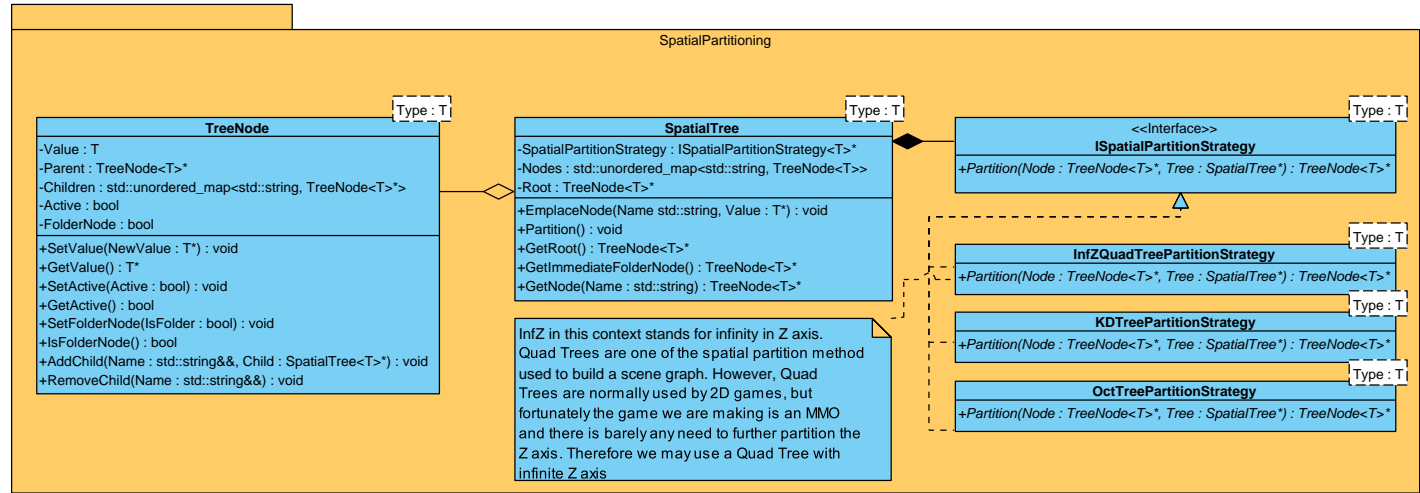 SpatialPartitioning
Type : T
TreeNode
-Value : T
-Parent : TreeNode<T>*
-Children : std::unordered_map<std::string, TreeNode<T>*>
-Active : bool
-FolderNode : bool
+SetValue(NewValue : T*) : void
+GetValue() : T*
+SetActive(Active : bool) : void
+GetActive() : bool
+SetFolderNode(IsFolder : bool) : void
+IsFolderNode() : bool
+AddChild(Name : std::string&&, Child : SpatialTree<T>*) : void
+RemoveChild(Name : std::string&&) : void
Type : T
SpatialTree
-SpatialPartitionStrategy : ISpatialPartitionStrategy<T>*
-Nodes : std::unordered_map<std::string, TreeNode<T>>
-Root : TreeNode<T>*
+EmplaceNode(Name std::string, Value : T*) : void
+Partition() : void
+GetRoot() : TreeNode<T>*
+GetImmediateFolderNode() : TreeNode<T>*
+GetNode(Name : std::string) : TreeNode<T>*
InfZ in this context stands for infinity in Z axis.
Quad Trees are one of the spatial partition method
used to build a scene graph. However, Quad
Trees are normally used by 2D games, but
fortunately the game we are making is an MMO
and there is barely any need to further partition the
Z axis. Therefore we may use a Quad Tree with
infinite Z axis
Type : T
<<Interface>>
ISpatialPartitionStrategy
+Partition(Node : TreeNode<T>*, Tree : SpatialTree*) : TreeNode<T>*
Type : T
InfZQuadTreePartitionStrategy
+Partition(Node : TreeNode<T>*, Tree : SpatialTree*) : TreeNode<T>*
Type : T
KDTreePartitionStrategy
+Partition(Node : TreeNode<T>*, Tree : SpatialTree*) : TreeNode<T>*
Type : T
OctTreePartitionStrategy
+Partition(Node : TreeNode<T>*, Tree : SpatialTree*) : TreeNode<T>*